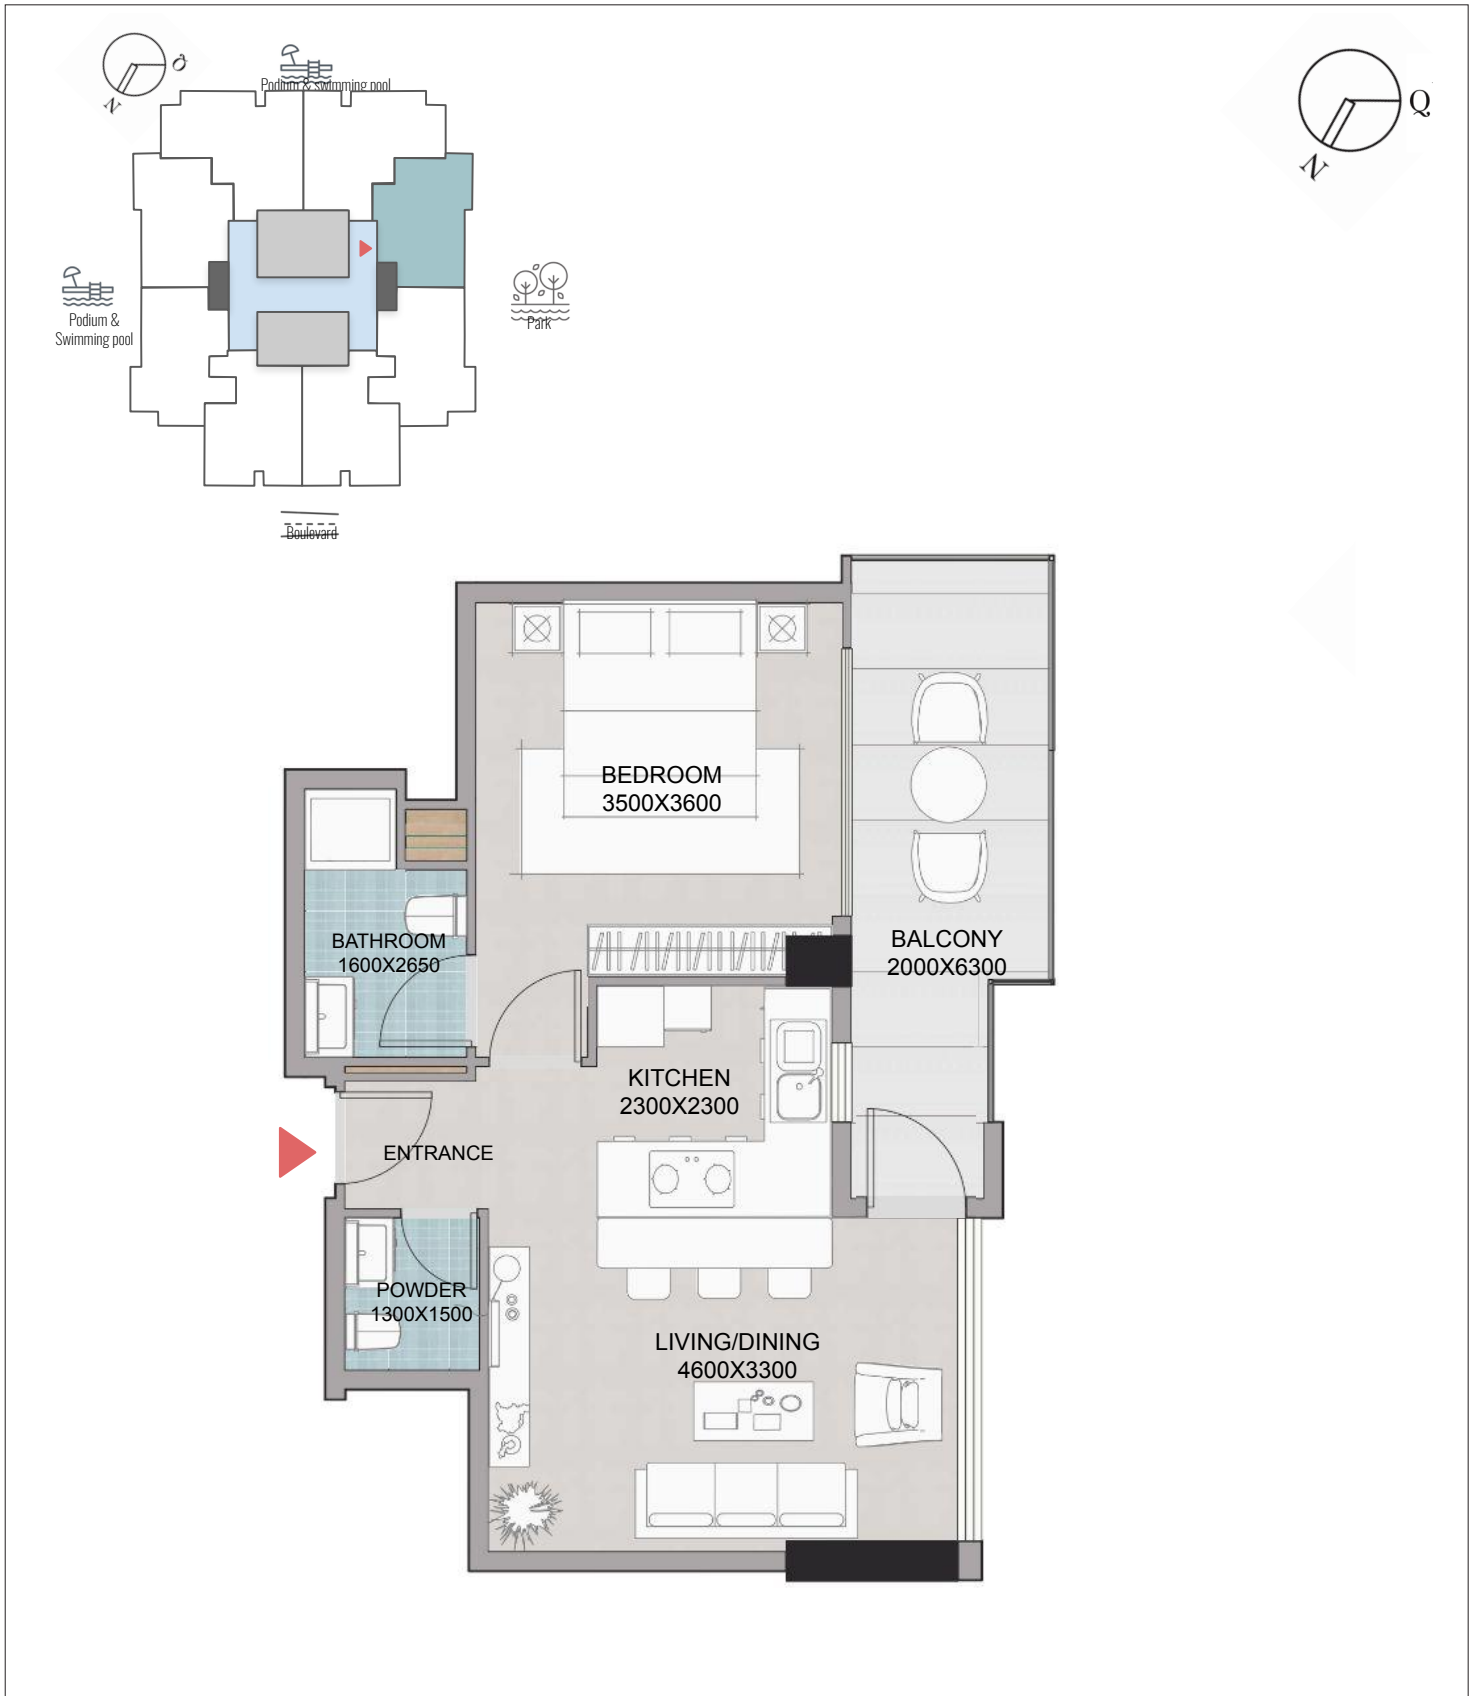 Q
N
Podium & swimming pool
Q
N
Podium &
Swimming pool
Park
Boulevard
BEDROOM
3500X3600
BATHROOM
1600X2650
BALCONY
2000X6300
KITCHEN
2300X2300
ENTRANCE
POWDER
1300X1500
LIVING/DINING
4600X3300